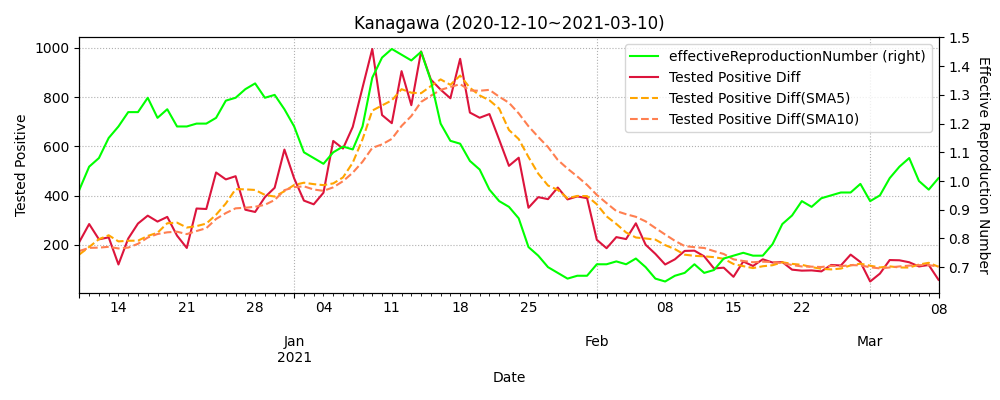 Kanagawa (2020-12-10~2021-03-10)
effectiveReproductionNumber (right)
Tested Positive Diff
Tested Positive Diff(SMA5)
Tested Positive Diff(SMA10)
Tested Positive
1000
800
600
400
200
Effective Reproduction Number
1.5
1.4
1.3
1.2
1.1
1.0
0.9
0.8
0.7
14 21 28 04 11 18 25 08 15 22 08
Jan Feb Mar
2021
Date